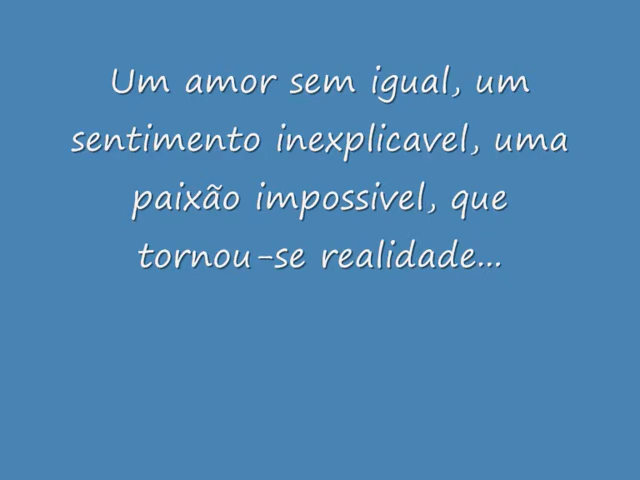 Um amor sem igual, um
sentimento inexplicavel, uma
paixão impossivel, que
tornou-se realidade...